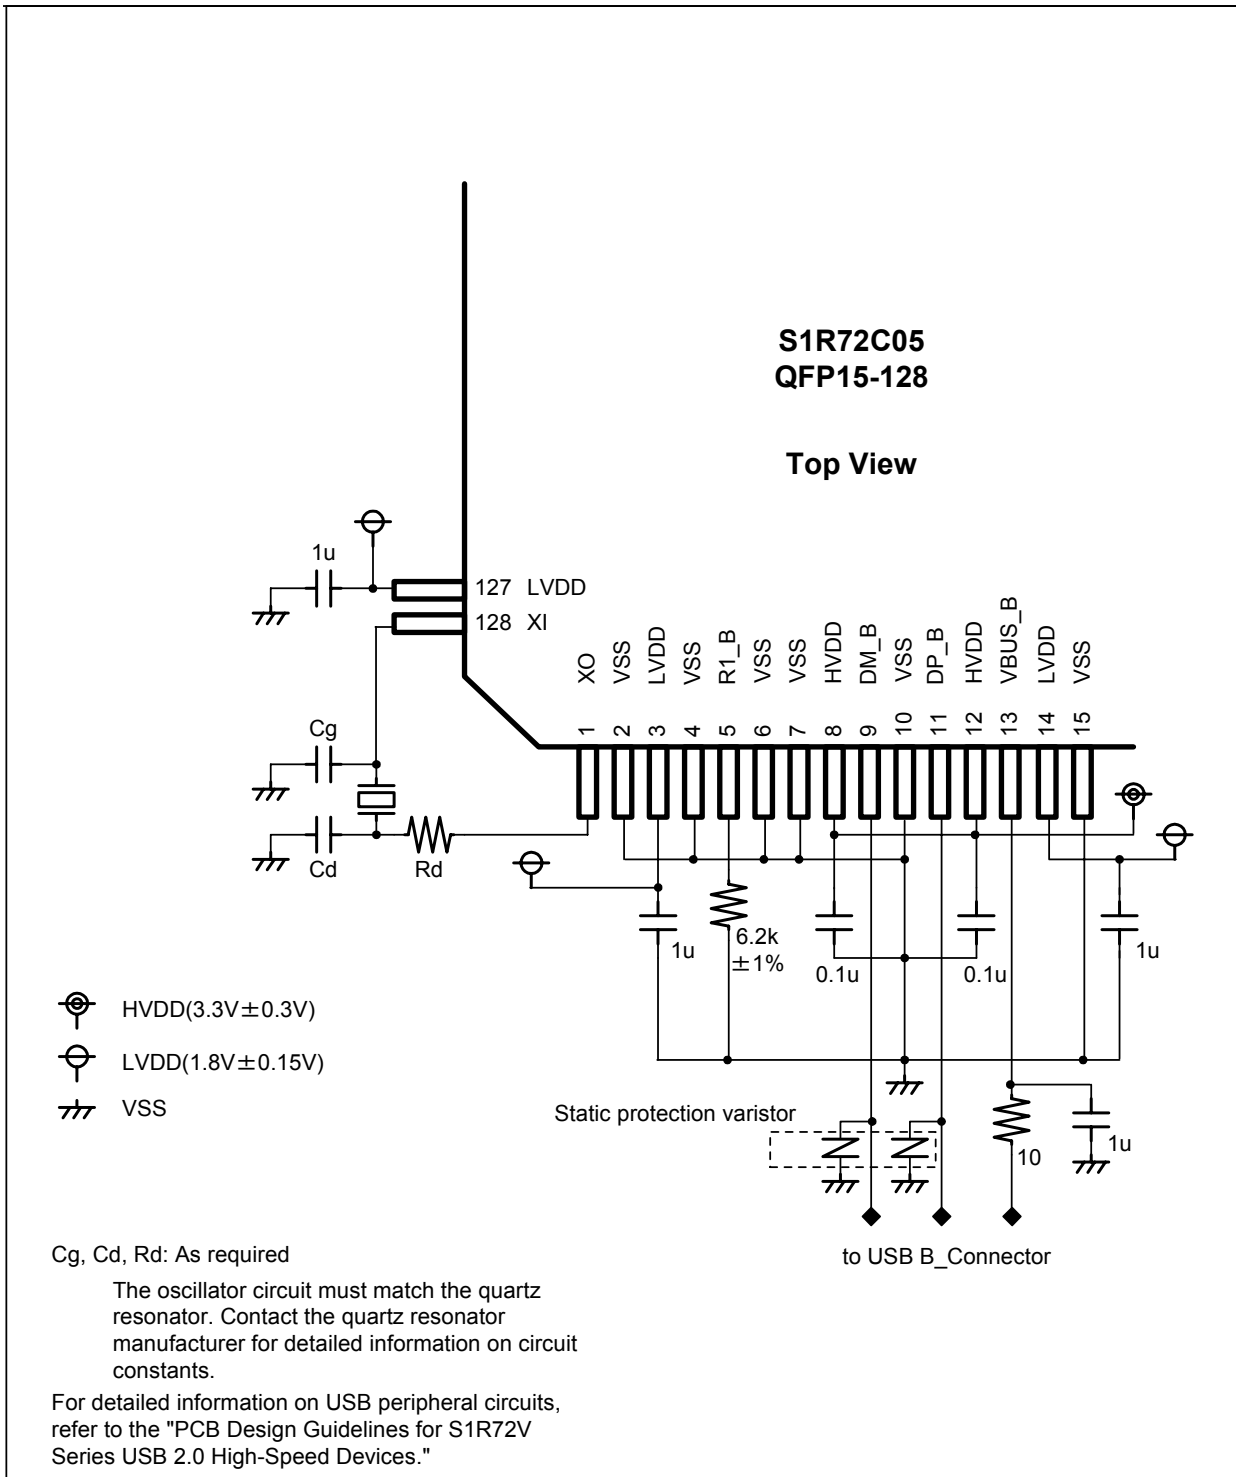 S1R72C05
QFP15-128
Top View
1u
127 LVDD
128 XI
XO
VSS
LVDD
VSS
R1_B
VSS
VSS
HVDD
DM_B
VSS
DP_B
HVDD
VBUS_B
LVDD
VSS
1
2
3
4
5
6
7
8
9
10
11
12
13
14
15
Cg
Cd
Rd
1u
6.2k
±1%
0.1u
0.1u
1u
HVDD(3.3V±0.3V)
LVDD(1.8V±0.15V)
VSS
Static protection varistor
10
1u
to USB B_Connector
Cg, Cd, Rd: As required
The oscillator circuit must match the quartz
resonator. Contact the quartz resonator
manufacturer for detailed information on circuit
constants.
For detailed information on USB peripheral circuits,
refer to the "PCB Design Guidelines for S1R72V
Series USB 2.0 High-Speed Devices."